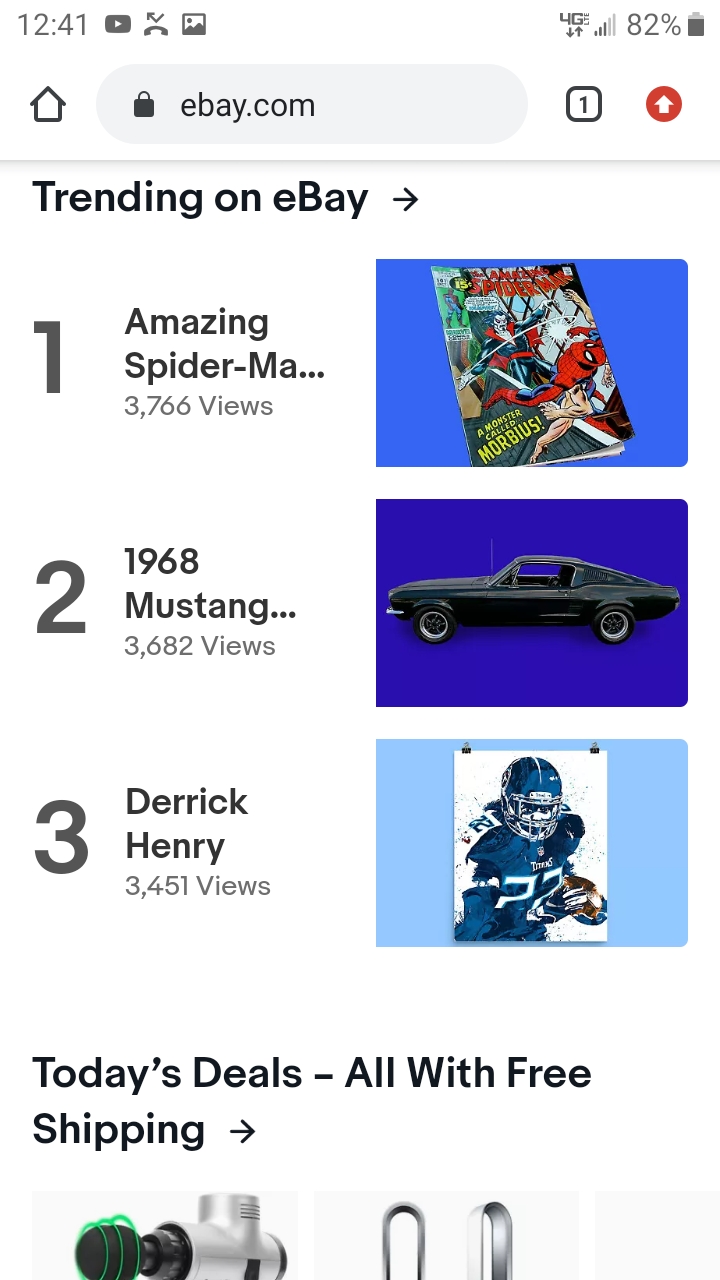 12:41
4G LTE 82%
ebay.com
1
Trending on eBay →
1
Amazing
Spider-Ma...
3,766 Views
THE AMAZING
SPIDER-MAN
15¢
A MONSTER
CALLED...
MORBIUS!
2
1968
Mustang...
3,682 Views
3
Derrick
Henry
3,451 Views
TITANS
22
Today’s Deals – All With Free
Shipping →